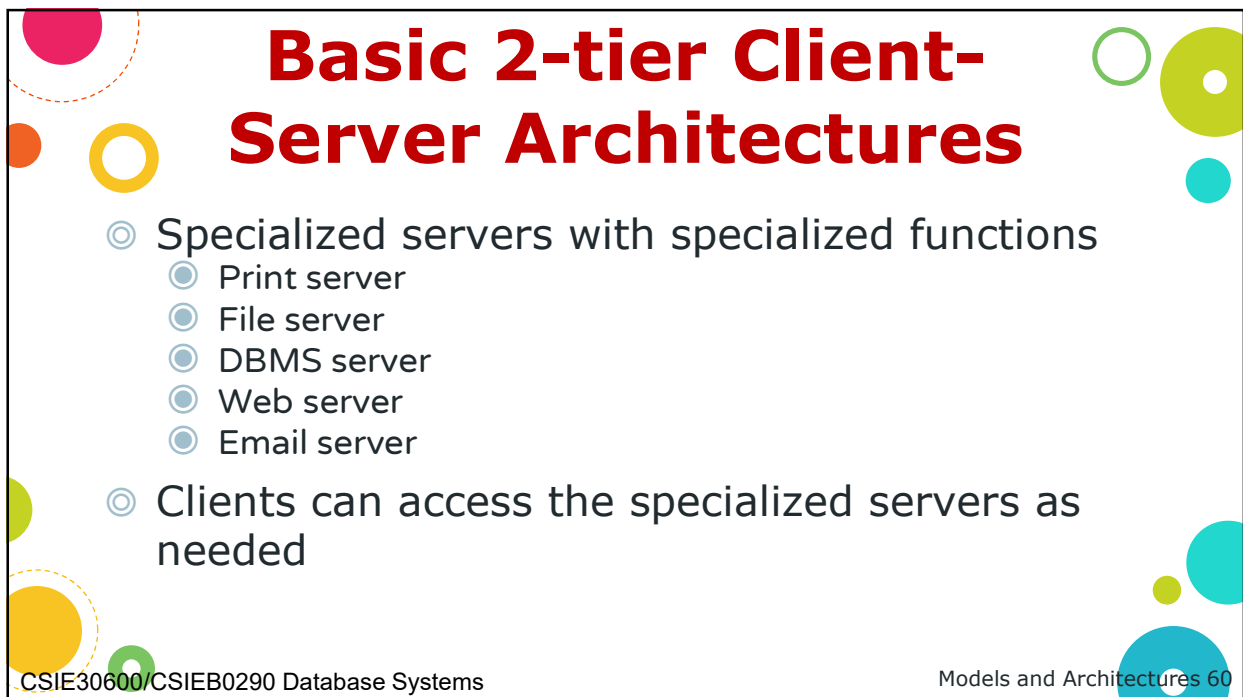 Basic 2-tier Client-
Server Architectures
Specialized servers with specialized functions
Print server
File server
DBMS server
Web server
Email server
Clients can access the specialized servers as
needed
CSIE30600/CSIEB0290 Database Systems
Models and Architectures 60